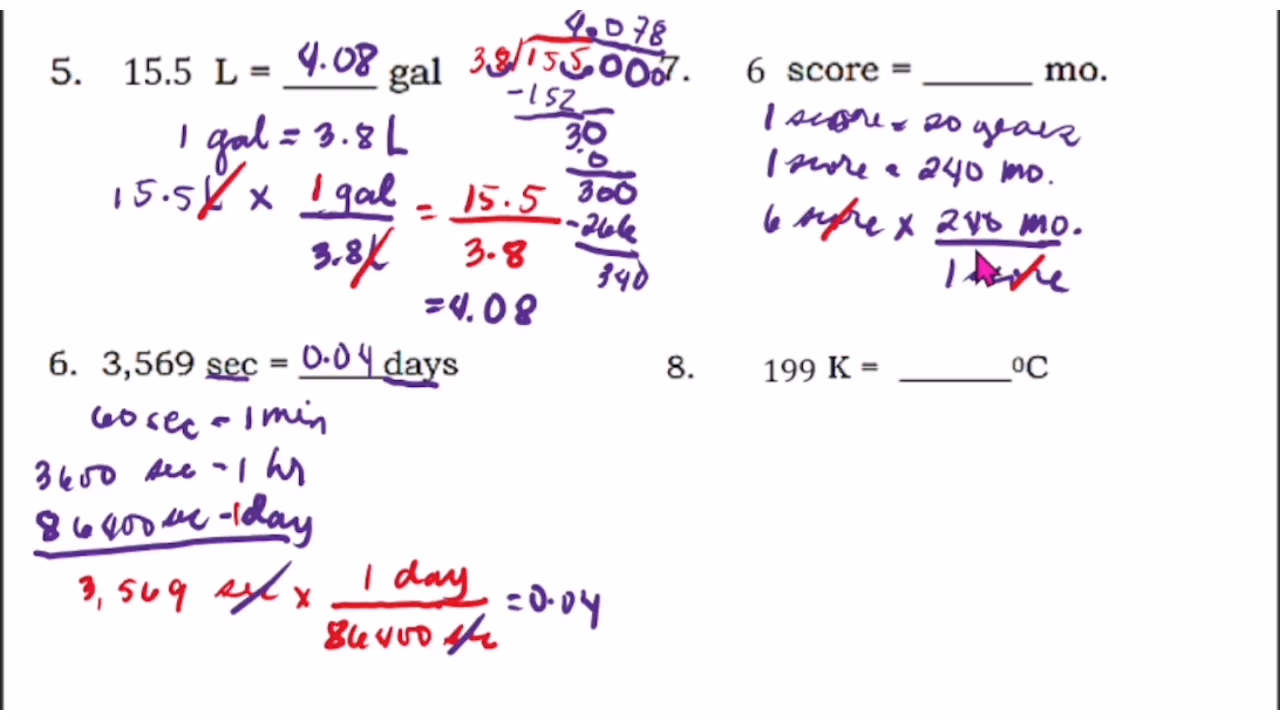 5. 15.5 L = 4.08 gal
1 gal = 3.8 L
15.5 L x 1 gal / 3.8 L = 15.5 / 3.8
= 4.08
4.078
3.8 15 5.000
-152
30
0
300
-266
340
6. 3,569 sec = 0.04 days
60 sec - 1 min
3600 sec - 1 hr
86400 sec - 1 day
3,569 sec x 1 day / 86400 sec = 0.04
7. 6 score = ______ mo.
1 score = 20 years
1 score = 240 mo.
6 score x 240 mo. / 1 score
8. 199 K = ______ ⁰C